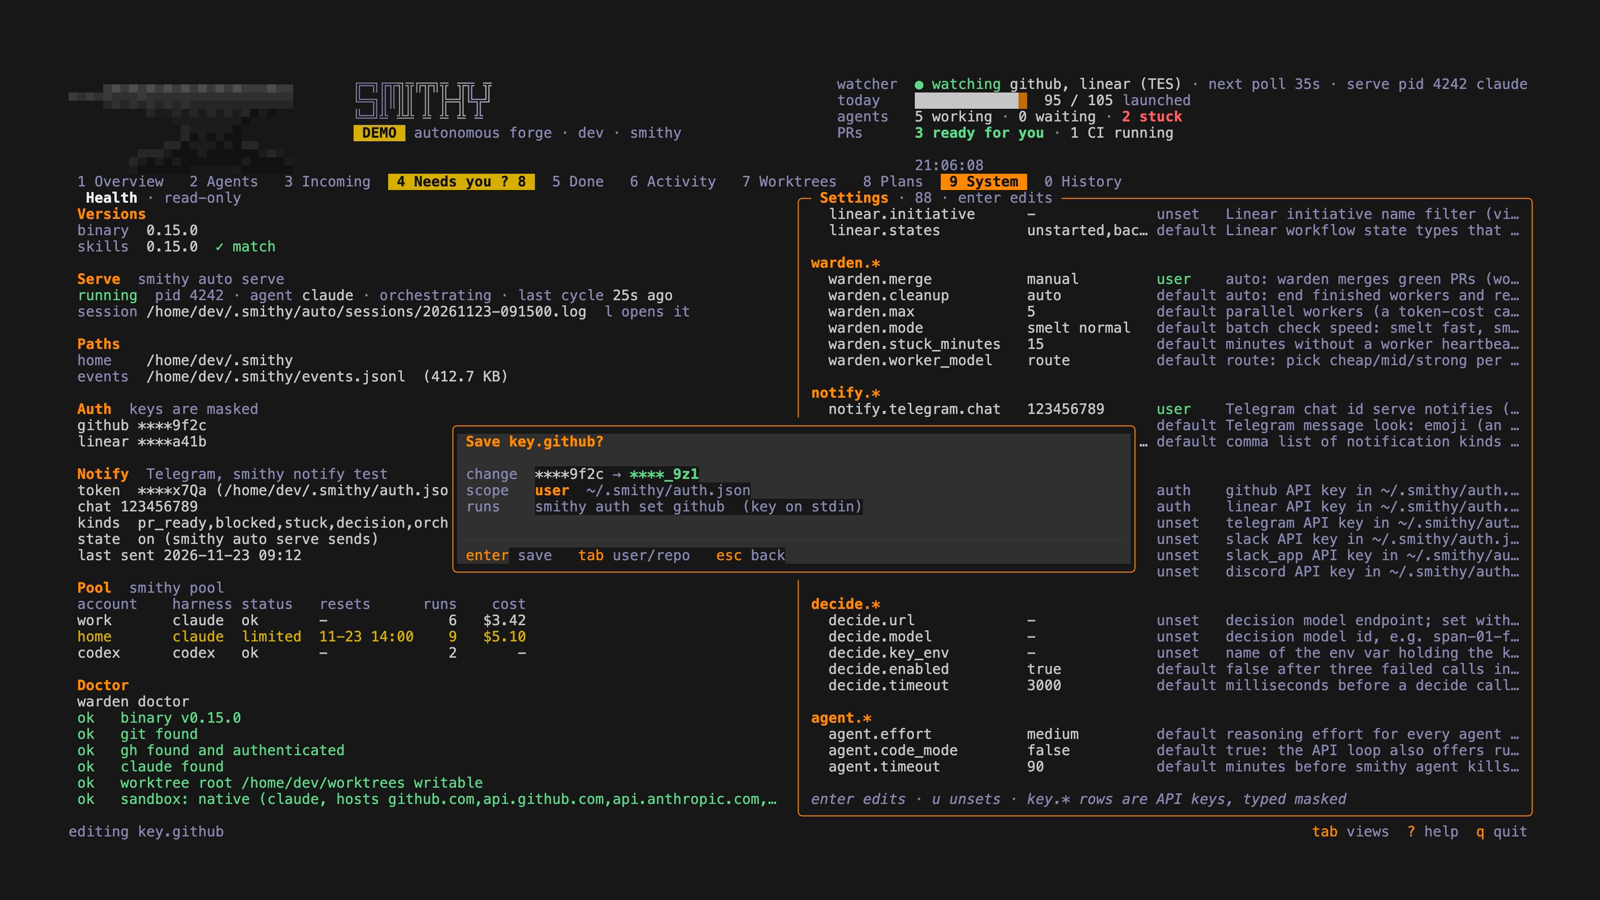 SMITHY
DEMO autonomous forge · dev · smithy
watcher ● watching github, linear (TES) · next poll 35s · serve pid 4242 claude
today 95 / 105 launched
agents 5 working · 0 waiting · 2 stuck
PRs 3 ready for you · 1 CI running
21:06:08
1 Overview 2 Agents 3 Incoming 4 Needs you ? 8 5 Done 6 Activity 7 Worktrees 8 Plans 9 System 0 History
Health · read-only
Versions
binary 0.15.0
skills 0.15.0 ✓ match
Serve smithy auto serve
running pid 4242 · agent claude · orchestrating · last cycle 25s ago
session /home/dev/.smithy/auto/sessions/20261123-091500.log l opens it
Paths
home /home/dev/.smithy
events /home/dev/.smithy/events.jsonl (412.7 KB)
Auth keys are masked
github ****9f2c
linear ****a41b
Notify Telegram, smithy notify test
token ****x7Qa (/home/dev/.smithy/auth.jso
chat 123456789
kinds pr_ready,blocked,stuck,decision,orch
state on (smithy auto serve sends)
last sent 2026-11-23 09:12
Pool smithy pool
account harness status resets runs cost
work claude ok – 6 $3.42
home claude limited 11-23 14:00 9 $5.10
codex codex ok – 2 –
Doctor
warden doctor
ok binary v0.15.0
ok git found
ok gh found and authenticated
ok claude found
ok worktree root /home/dev/worktrees writable
ok sandbox: native (claude, hosts github.com,api.github.com,api.anthropic.com,…
Settings · 88 · enter edits
linear.initiative – unset Linear initiative name filter (vi…
linear.states unstarted,bac… default Linear workflow state types that …
warden.*
warden.merge manual user auto: warden merges green PRs (wo…
warden.cleanup auto default auto: end finished workers and re…
warden.max 5 default parallel workers (a token-cost ca…
warden.mode smelt normal default batch check speed: smelt fast, sm…
warden.stuck_minutes 15 default minutes without a worker heartbea…
warden.worker_model route default route: pick cheap/mid/strong per …
notify.*
notify.telegram.chat 123456789 user Telegram chat id serve notifies (…
default Telegram message look: emoji (an …
… default comma list of notification kinds …
auth github API key in ~/.smithy/auth.…
auth linear API key in ~/.smithy/auth.…
unset telegram API key in ~/.smithy/aut…
unset slack API key in ~/.smithy/auth.j…
unset slack_app API key in ~/.smithy/au…
unset discord API key in ~/.smithy/auth…
decide.*
decide.url – unset decision model endpoint; set with…
decide.model – unset decision model id, e.g. span-01-f…
decide.key_env – unset name of the env var holding the k…
decide.enabled true default false after three failed calls in…
decide.timeout 3000 default milliseconds before a decide call…
agent.*
agent.effort medium default reasoning effort for every agent …
agent.code_mode false default true: the API loop also offers ru…
agent.timeout 90 default minutes before smithy agent kills…
enter edits · u unsets · key.* rows are API keys, typed masked
Save key.github?
change ****9f2c → ****_9z1
scope user ~/.smithy/auth.json
runs smithy auth set github (key on stdin)
enter save tab user/repo esc back
editing key.github
tab views ? help q quit